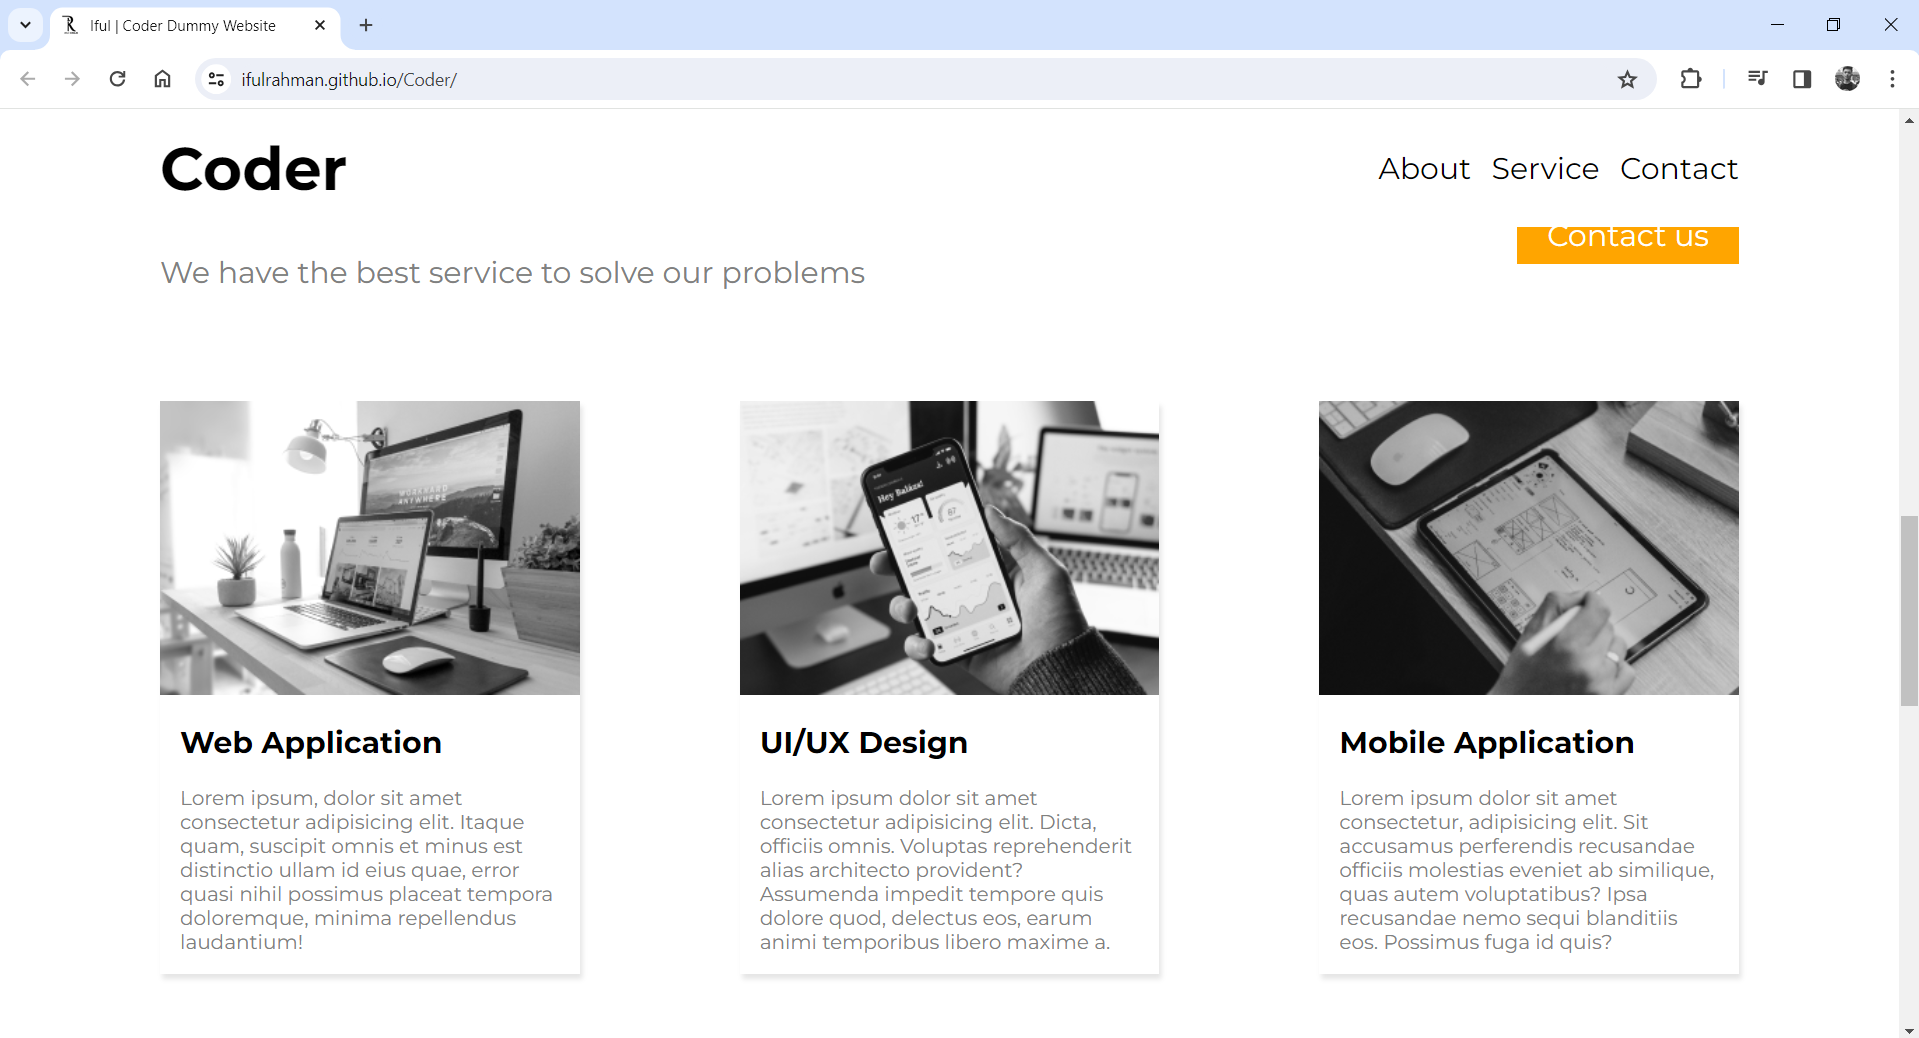 Iful | Coder Dummy Website
ifulrahman.github.io/Coder/
Coder
About Service Contact
Contact us
We have the best service to solve our problems
WORKHARD
ANYWHERE
Hey Balázs!
Web Application
Lorem ipsum, dolor sit amet
consectetur adipisicing elit. Itaque
quam, suscipit omnis et minus est
distinctio ullam id eius quae, error
quasi nihil possimus placeat tempora
doloremque, minima repellendus
laudantium!
UI/UX Design
Lorem ipsum dolor sit amet
consectetur adipisicing elit. Dicta,
officiis omnis. Voluptas reprehenderit
alias architecto provident?
Assumenda impedit tempore quis
dolore quod, delectus eos, earum
animi temporibus libero maxime a.
Mobile Application
Lorem ipsum dolor sit amet
consectetur, adipisicing elit. Sit
accusamus perferendis recusandae
officiis molestias eveniet ab similique,
quas autem voluptatibus? Ipsa
recusandae nemo sequi blanditiis
eos. Possimus fuga id quis?